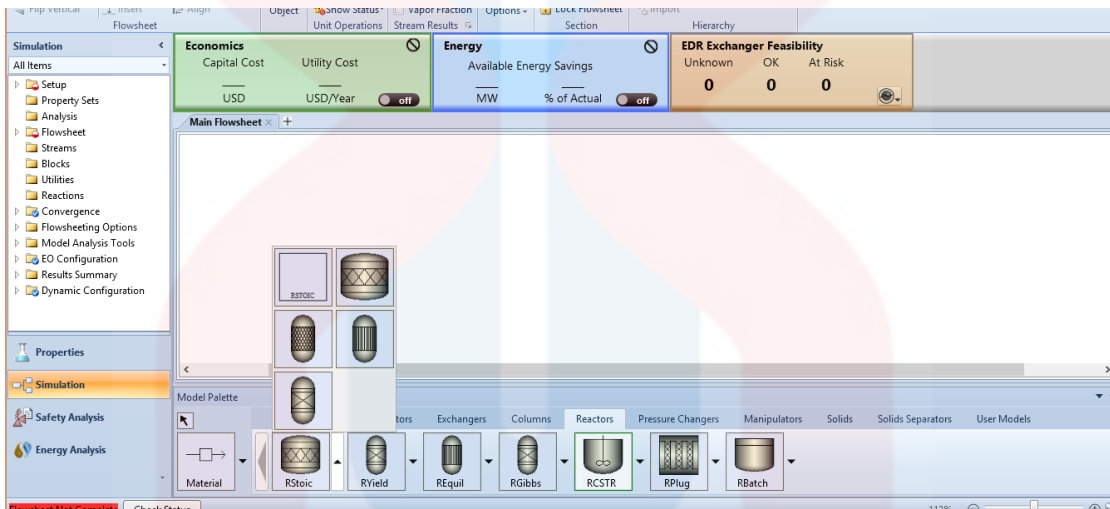 Flip Vertical Insert Align Object Show Status Vapor Fraction Options Lock Flowsheet Import
Flowsheet Unit Operations Stream Results Section Hierarchy
Simulation <
All Items
Setup
Property Sets
Analysis
Flowsheet
Streams
Blocks
Utilities
Reactions
Convergence
Flowsheeting Options
Model Analysis Tools
EO Configuration
Results Summary
Dynamic Configuration
Properties
Simulation
Safety Analysis
Energy Analysis
Economics
Capital Cost Utility Cost
USD USD/Year off
Energy
Available Energy Savings
MW % of Actual off
EDR Exchanger Feasibility
Unknown OK At Risk
0 0 0
Main Flowsheet × +
RSTOIC
Model Palette
tors Exchangers Columns Reactors Pressure Changers Manipulators Solids Solids Separators User Models
Material RStoic RYield REquil RGibbs RCSTR RPlug RBatch
Flowsheet Not Complete Check Status